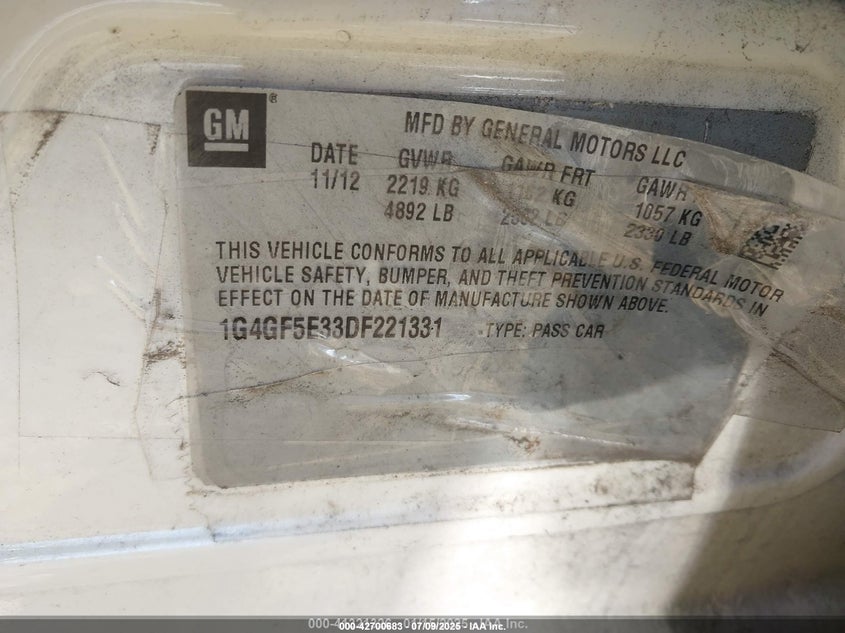 GM ®
MFD BY GENERAL MOTORS LLC
DATE GVWR GAWR FRT GAWR
11/12 2219 KG KG 1057 KG
4892 LB LB 2330 LB
THIS VEHICLE CONFORMS TO ALL APPLICABLE U.S. FEDERAL MOTOR
VEHICLE SAFETY, BUMPER, AND THEFT PREVENTION STANDARDS IN
EFFECT ON THE DATE OF MANUFACTURE SHOWN ABOVE.
1G4GF5E33DF221331 TYPE: PASS CAR
000-42700683 - 07/09/2025 - IAA Inc.